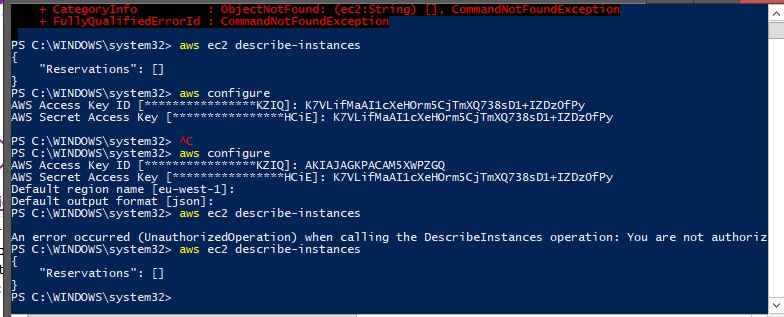 + CategoryInfo          : ObjectNotFound: (ec2:String) [], CommandNotFoundException
+ FullyQualifiedErrorId : CommandNotFoundException
PS C:\WINDOWS\system32> aws ec2 describe-instances
{
    "Reservations": []
}
PS C:\WINDOWS\system32> aws configure
AWS Access Key ID [****************KZIQ]: K7VLifMaAI1cXeHOrm5CjTmXQ738sD1+IZDzOfPy
AWS Secret Access Key [****************HCiE]: K7VLifMaAI1cXeHOrm5CjTmXQ738sD1+IZDzOfPy
PS C:\WINDOWS\system32> ^C
PS C:\WINDOWS\system32> aws configure
AWS Access Key ID [****************KZIQ]: AKIAJAGKPACAM5XWPZGQ
AWS Secret Access Key [****************HCiE]: 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
Default region name [eu-west-1]:
Default output format [json]:
PS C:\WINDOWS\system32> aws ec2 describe-instances
An error occurred (UnauthorizedOperation) when calling the DescribeInstances operation: You are not authoriz
PS C:\WINDOWS\system32> aws ec2 describe-instances
{
    "Reservations": []
}
PS C:\WINDOWS\system32>